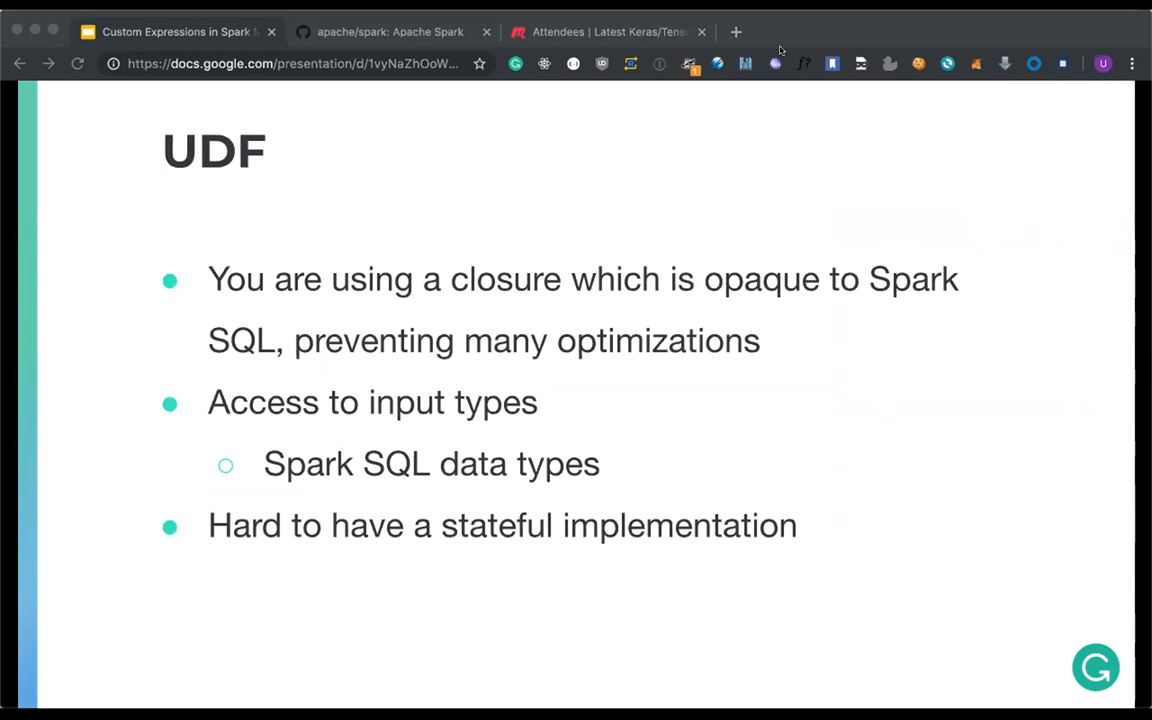 Custom Expressions in Spark
apache/spark: Apache Spark
Attendees | Latest Keras/Tens
https://docs.google.com/presentation/d/1vyNaZhOoW...
UDF
You are using a closure which is opaque to Spark
SQL, preventing many optimizations
Access to input types
Spark SQL data types
Hard to have a stateful implementation